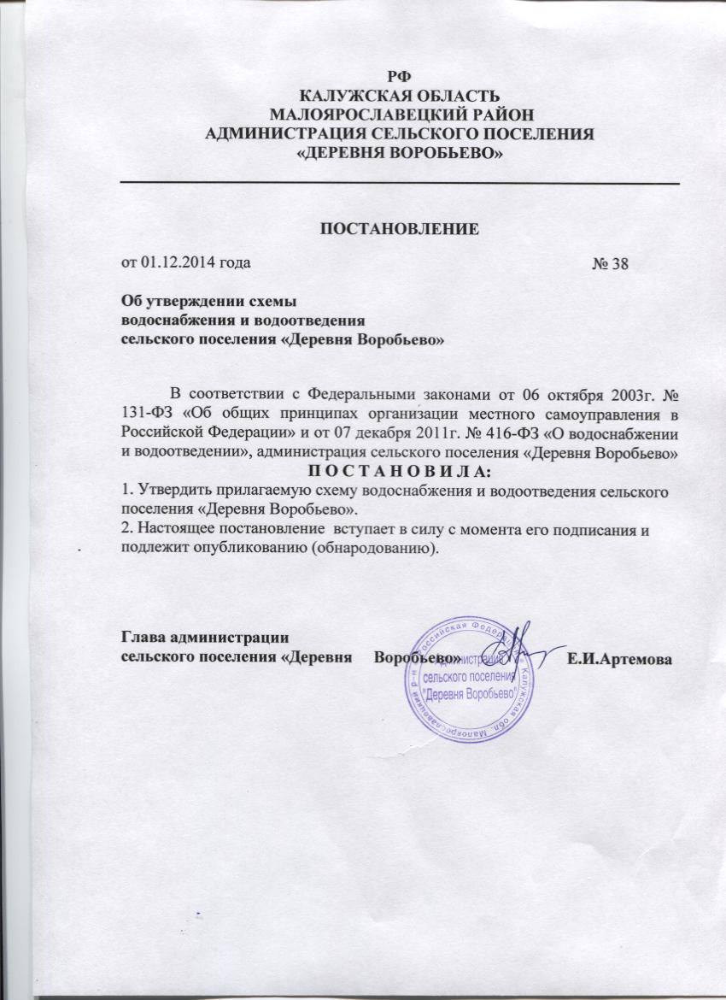 РФ
КАЛУЖСКАЯ ОБЛАСТЬ
МАЛОЯРОСЛАВЕЦКИЙ РАЙОН
АДМИНИСТРАЦИЯ СЕЛЬСКОГО ПОСЕЛЕНИЯ
«ДЕРЕВНЯ ВОРОБЬЕВО»
ПОСТАНОВЛЕНИЕ
от 01.12.2014 года № 38
Об утверждении схемы
водоснабжения и водоотведения
сельского поселения «Деревня Воробьево»
В соответствии с Федеральными законами от 06 октября 2003г. №
131-ФЗ «Об общих принципах организации местного самоуправления в
Российской Федерации» и от 07 декабря 2011г. № 416-ФЗ «О водоснабжении
и водоотведении», администрация сельского поселения «Деревня Воробьево»
П О С Т А Н О В И Л А:
1. Утвердить прилагаемую схему водоснабжения и водоотведения сельского
поселения «Деревня Воробьево».
2. Настоящее постановление вступает в силу с момента его подписания и
подлежит опубликованию (обнародованию).
Глава администрации
сельского поселения «Деревня Воробьево» Е.И.Артемова
Российская Федерация * Калужская обл. Малоярославецкий р-н
Администрация
сельского поселения
"Деревня Воробьево"